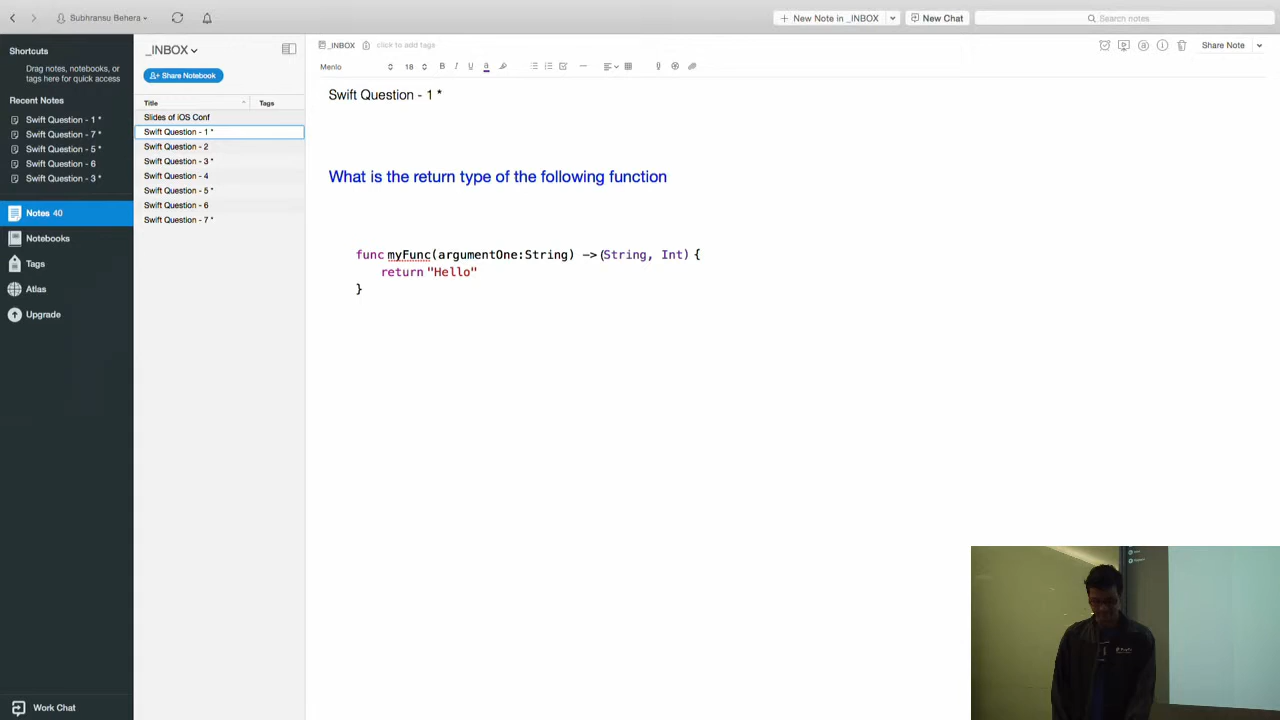 Subhransu Behera
New Note in _INBOX
New Chat
Search notes
Shortcuts
Drag notes, notebooks, or
tags here for quick access
Recent Notes
Swift Question - 1 *
Swift Question - 7 *
Swift Question - 5 *
Swift Question - 6
Swift Question - 3 *
Notes 40
Notebooks
Tags
Atlas
Upgrade
Work Chat
_INBOX
Share Notebook
Title Tags
Slides of iOS Conf
Swift Question - 1 *
Swift Question - 2
Swift Question - 3 *
Swift Question - 4
Swift Question - 5 *
Swift Question - 6
Swift Question - 7 *
_INBOX click to add tags
Share Note
Menlo 18 B I U a
Swift Question - 1 *
What is the return type of the following function
func myFunc(argumentOne:String) -> (String, Int) {
return "Hello"
}